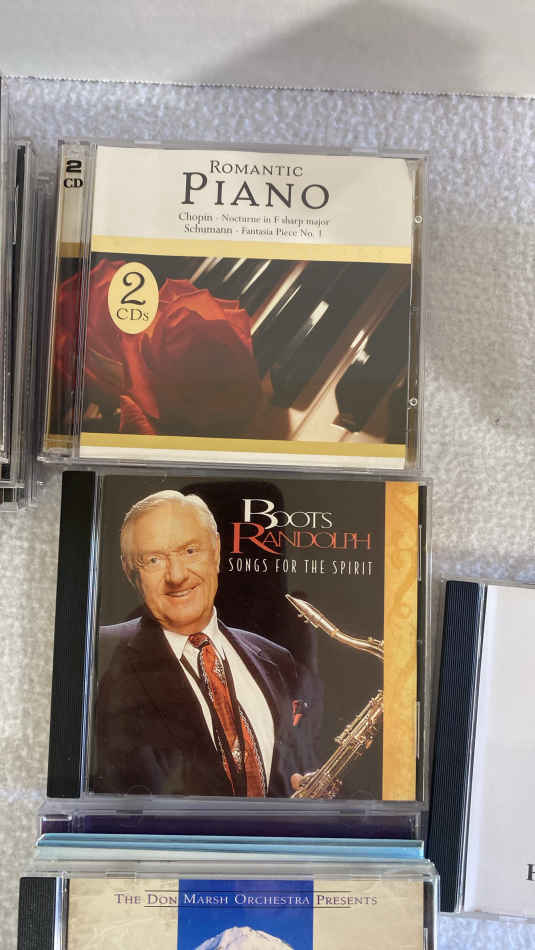 2
CD
ROMANTIC
PIANO
Chopin - Nocturne in F sharp major
Schumann - Fantasia Piece No. 1
2
CDs
BOOTS
RANDOLPH
SONGS FOR THE SPIRIT
THE DON MARSH ORCHESTRA PRESENTS